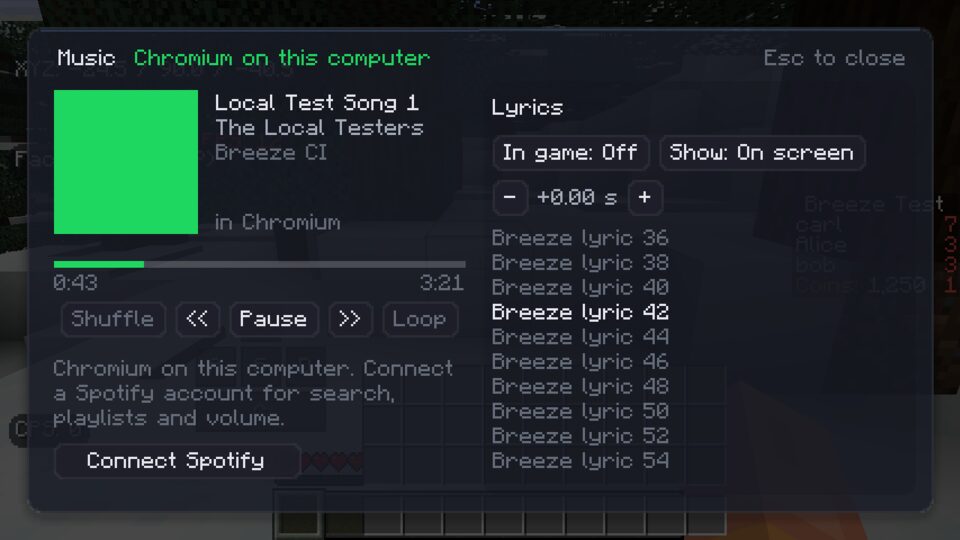 Music Chromium on this computer
Esc to close
Local Test Song 1
The Local Testers
Breeze CI
in Chromium
0:43
3:21
Shuffle << Pause >> Loop
Chromium on this computer. Connect
a Spotify account for search,
playlists and volume.
Connect Spotify
Lyrics
In game: Off Show: On screen
- +0.00 s +
Breeze lyric 36
Breeze lyric 38
Breeze lyric 40
Breeze lyric 42
Breeze lyric 44
Breeze lyric 46
Breeze lyric 48
Breeze lyric 50
Breeze lyric 52
Breeze lyric 54
Breeze Test
carl 7
Alice 3
bob 3
Coins: 1,250 1